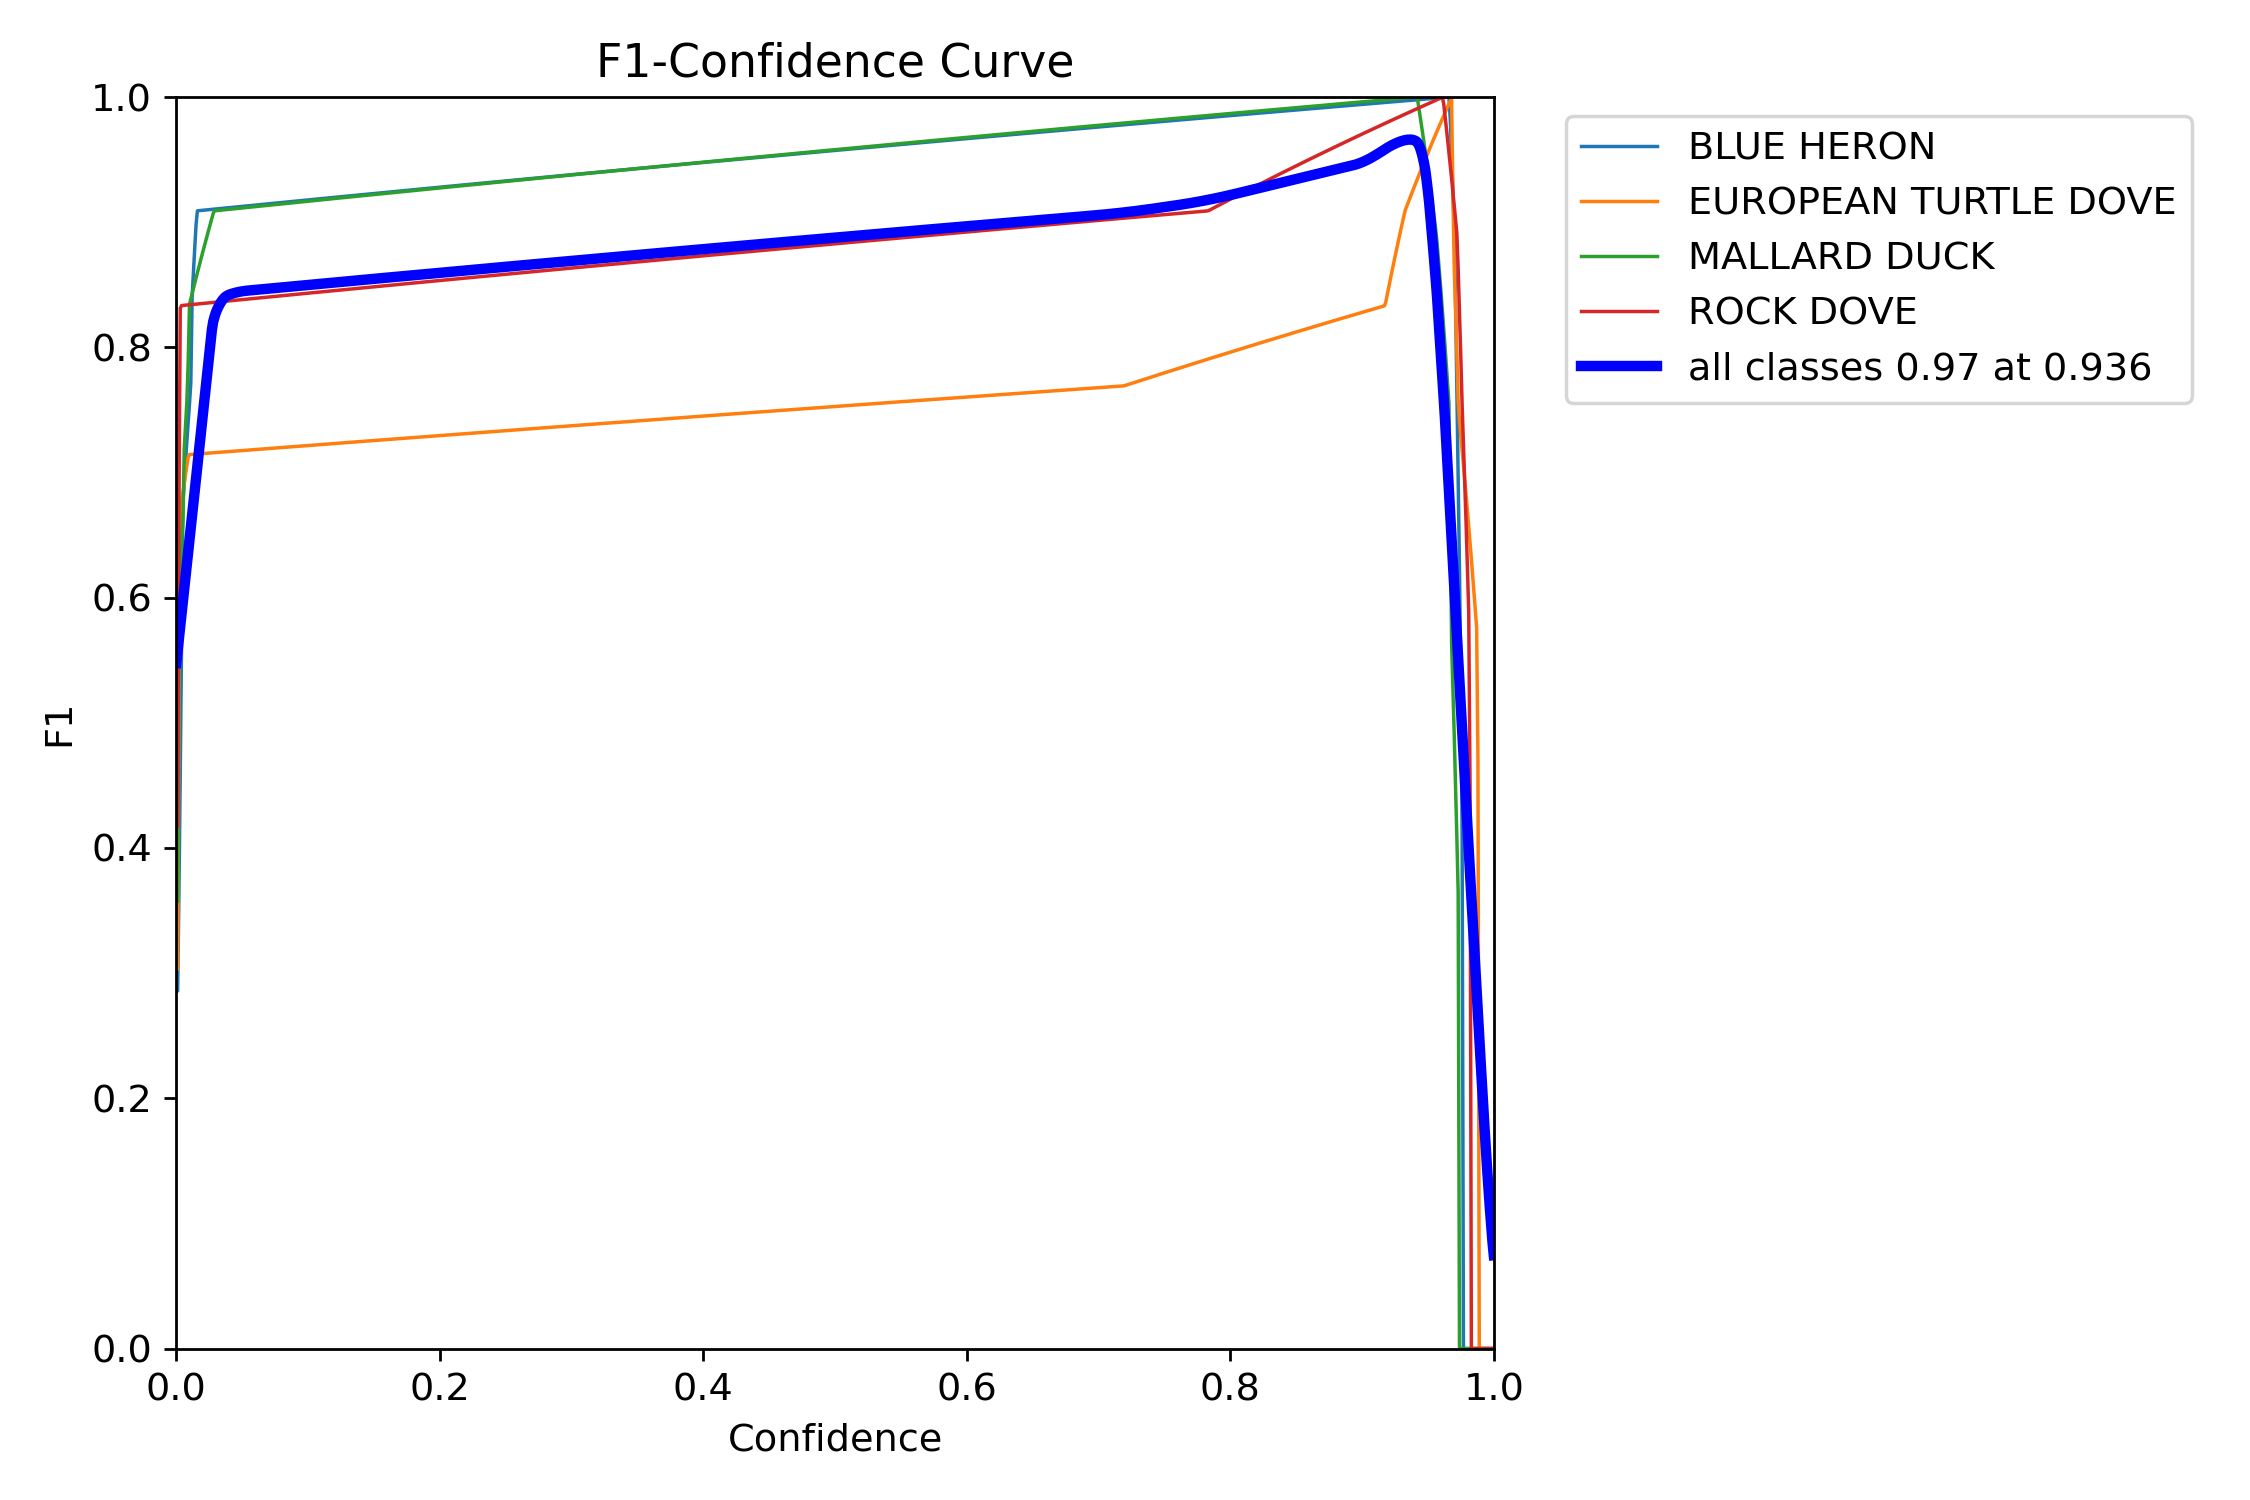 F1-Confidence Curve
1.0
0.8
0.6
0.4
0.2
0.0
F1
0.0 0.2 0.4 0.6 0.8 1.0
Confidence
BLUE HERON
EUROPEAN TURTLE DOVE
MALLARD DUCK
ROCK DOVE
all classes 0.97 at 0.936